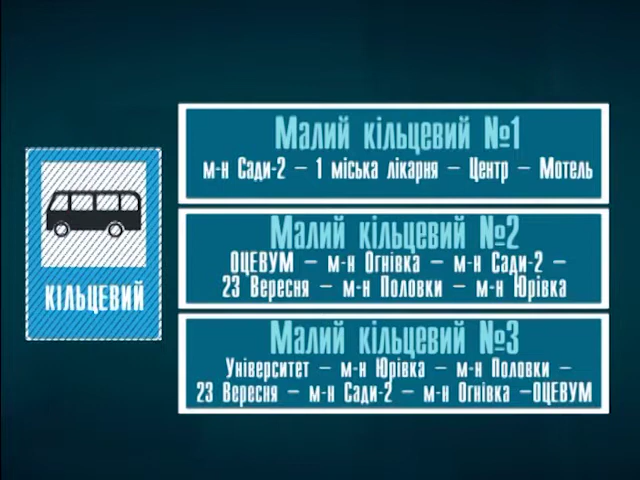 КІЛЬЦЕВИЙ
Малий кільцевий №1
м-н Сади-2 – 1 міська лікарня – Центр – Мотель
Малий кільцевий №2
ОЦЕВУМ – м-н Огнівка – м-н Сади-2 –
23 Вересня – м-н Половки – м-н Юрівка
Малий кільцевий №3
Університет – м-н Юрівка – м-н Половки –
23 Вересня – м-н Сади-2 – м-н Огнівка –ОЦЕВУМ